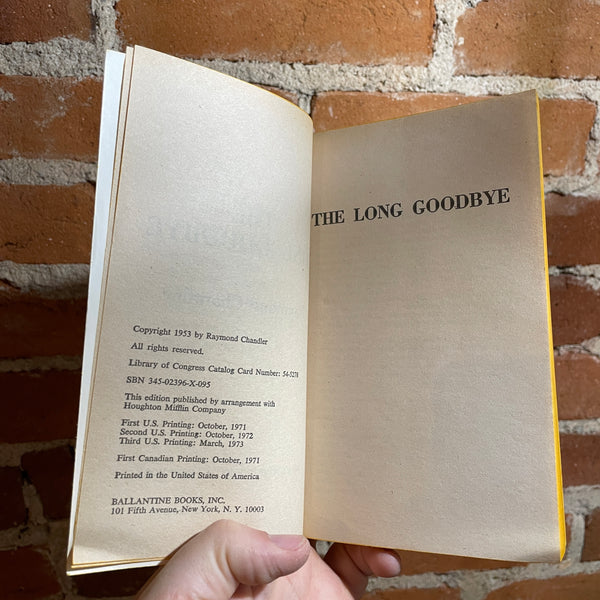 Copyright 1953 by Raymond Chandler
All rights reserved.
Library of Congress Catalog Card Number: 54-5278
SBN 345-02396-X-095
This edition published by arrangement with
Houghton Mifflin Company
First U.S. Printing: October, 1971
Second U.S. Printing: October, 1972
Third U.S. Printing: March, 1973
First Canadian Printing: October, 1971
Printed in the United States of America
BALLANTINE BOOKS, INC.
101 Fifth Avenue, New York, N. Y. 10003
THE LONG GOODBYE